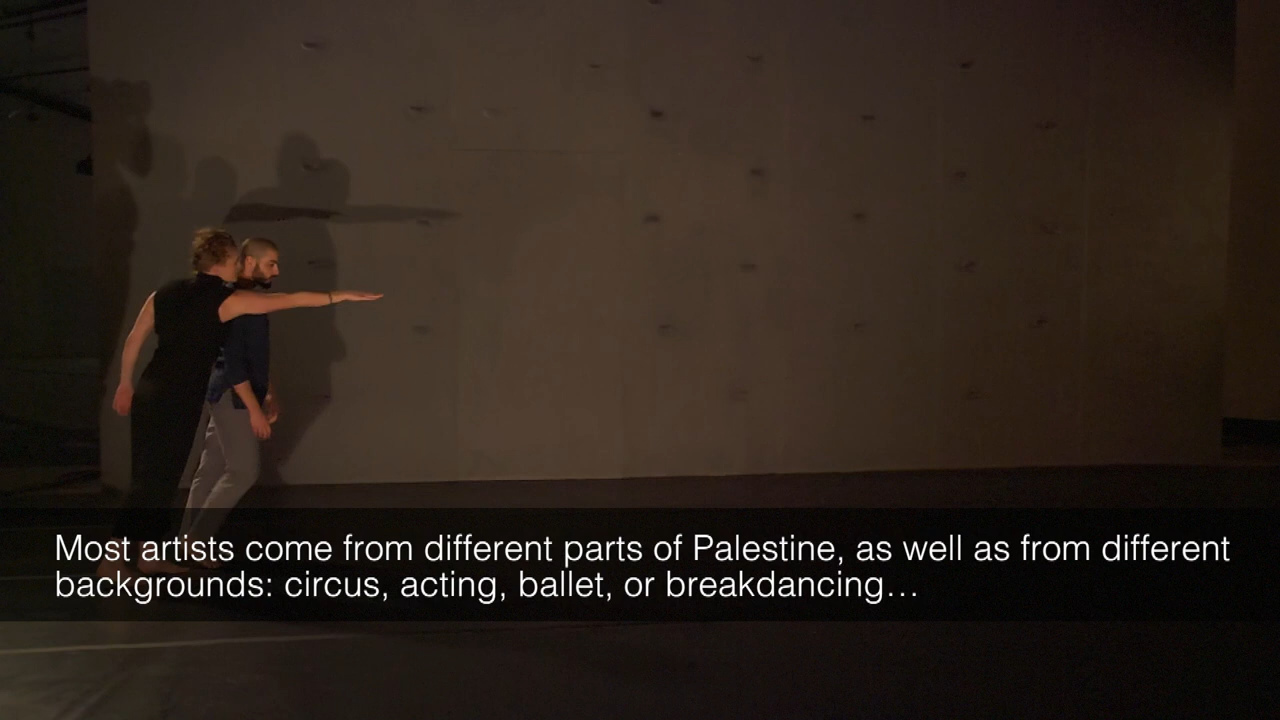 Most artists come from different parts of Palestine, as well as from different
backgrounds: circus, acting, ballet, or breakdancing…